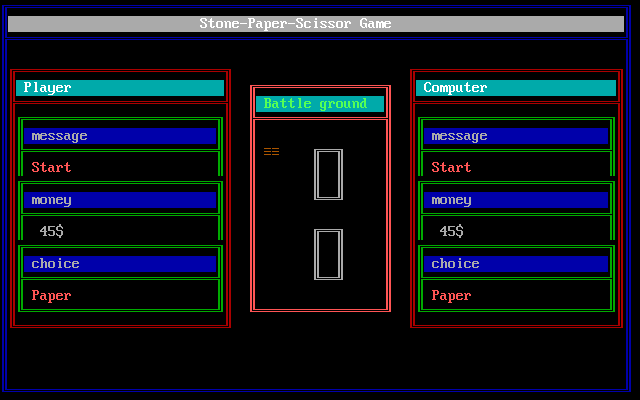 Stone-Paper-Scissor Game
Player
message
Start
money
45$
choice
Paper
Battle ground
≡≡
Computer
message
Start
money
45$
choice
Paper